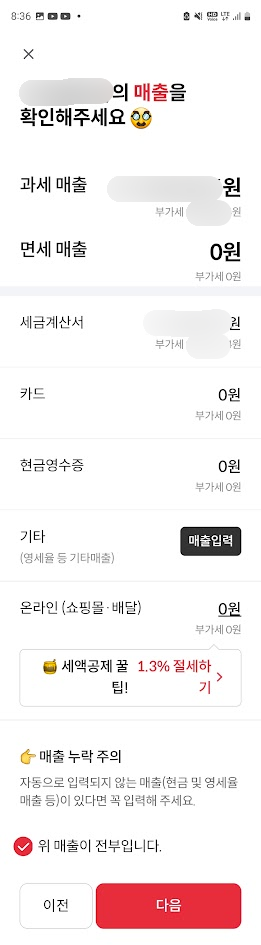 8:36
의 매출을
확인해주세요 🥸
과세 매출
원
부가세 원
면세 매출
0원
부가세 0원
세금계산서
원
부가세 원
카드
0원
부가세 0원
현금영수증
0원
부가세 0원
기타
(영세율 등 기타매출)
매출입력
온라인 (쇼핑몰·배달)
0원
부가세 0원
🍯 세액공제 꿀팁!
1.3% 절세하기
👉 매출 누락 주의
자동으로 입력되지 않는 매출(현금 및 영세율
매출 등)이 있다면 꼭 입력해 주세요.
위 매출이 전부입니다.
이전
다음